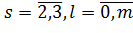 s = \overline{2,3}, l = \overline{0,m}